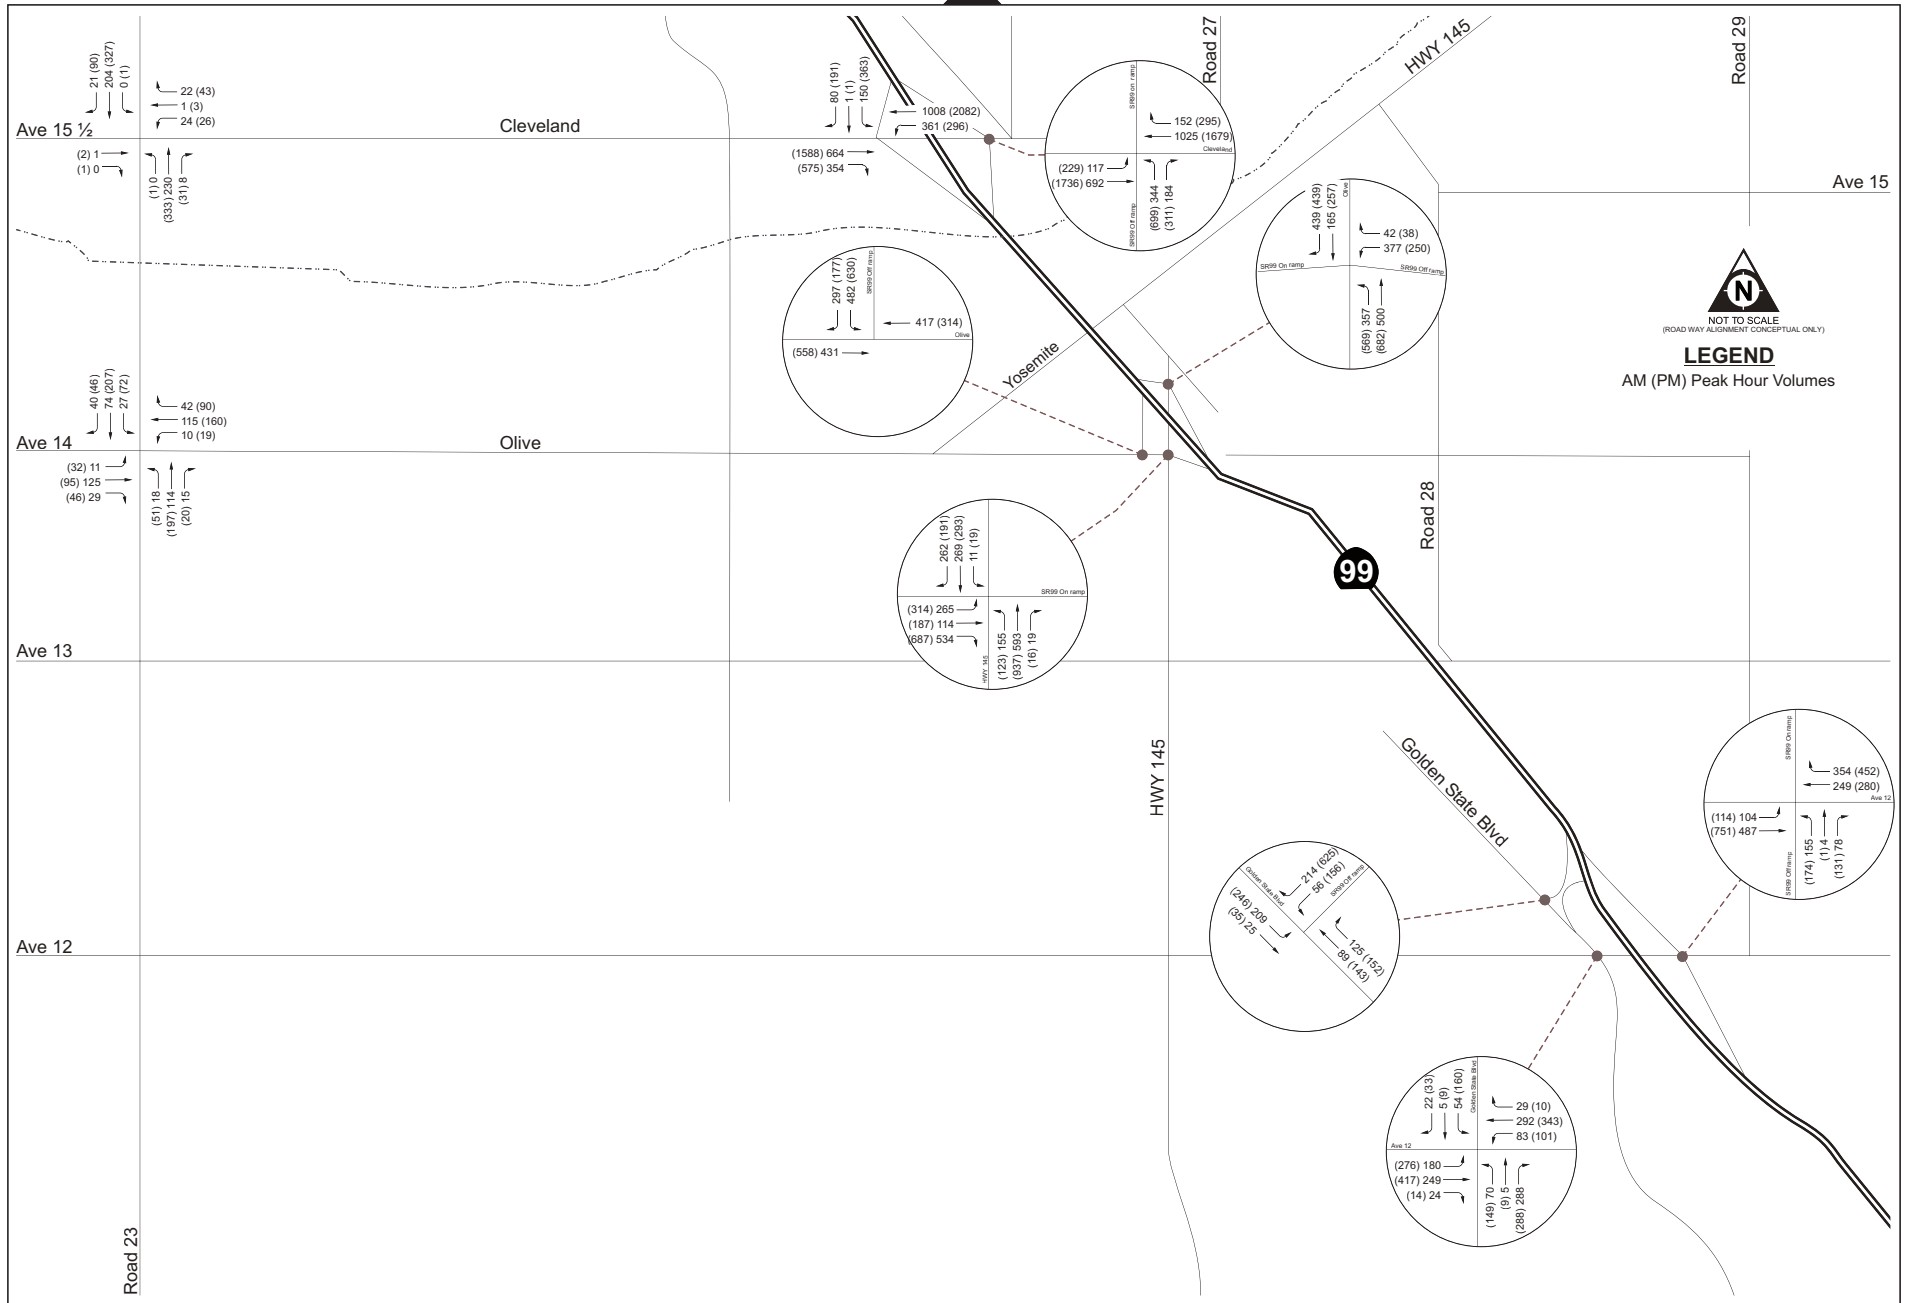 Road 27
HWY 145
Road 29
21 (90)
204 (327)
0 (1)
22 (43)
1 (3)
24 (26)
Ave 15 ½
Cleveland
(2) 1
(1) 0
(1) 0
(333) 230
(31) 8
80 (191)
1 (1)
150 (363)
1008 (2082)
361 (296)
(1588) 664
(575) 354
SR99 on ramp
152 (295)
1025 (1679)
Cleveland
(229) 117
(1736) 692
SR99 Off ramp
(699) 344
(311) 184
Ave 15
439 (439)
165 (257)
Olive
42 (38)
377 (250)
SR99 On ramp
SR99 Off ramp
(569) 357
(682) 500
N
NOT TO SCALE
(ROAD WAY ALIGNMENT CONCEPTUAL ONLY)
LEGEND
AM (PM) Peak Hour Volumes
297 (177)
482 (630)
SR99 Off ramp
417 (314)
Olive
(558) 431
Yosemite
40 (46)
74 (207)
27 (72)
42 (90)
115 (160)
10 (19)
Ave 14
Olive
(32) 11
(95) 125
(46) 29
(51) 18
(197) 114
(20) 15
Road 28
262 (191)
269 (293)
11 (19)
SR99 On ramp
(314) 265
(187) 114
(687) 534
HWY 145
(123) 155
(937) 593
(16) 19
99
Ave 13
HWY 145
Golden State Blvd
SR99 On ramp
354 (452)
249 (280)
Ave 12
(114) 104
(751) 487
SR99 Off ramp
(174) 155
(1) 4
(131) 78
Golden State Blvd
214 (625)
56 (156)
SR99 Off ramp
(246) 209
(35) 25
125 (152)
89 (143)
Ave 12
22 (33)
5 (9)
54 (160)
Golden State Blvd
29 (10)
292 (343)
83 (101)
Ave 12
(276) 180
(417) 249
(14) 24
(149) 70
(9) 5
(288) 288
Road 23